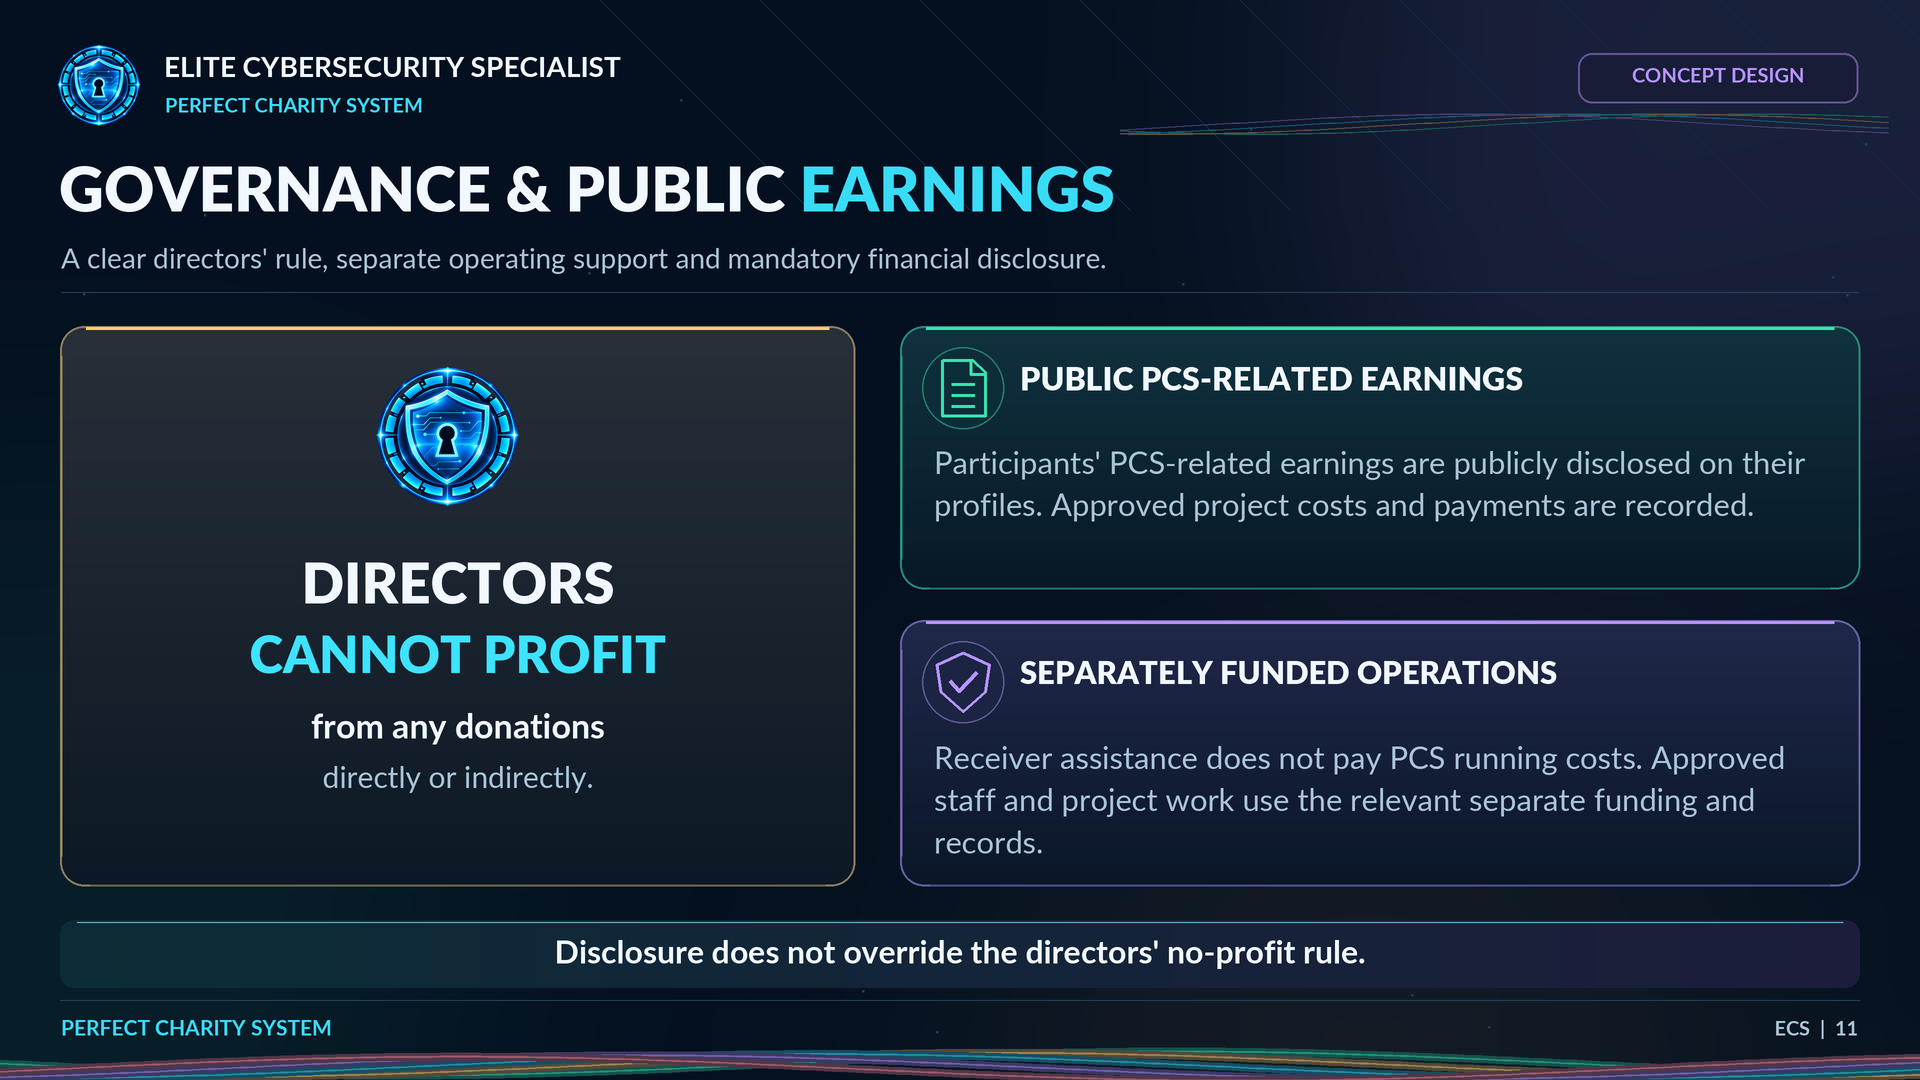 ELITE CYBERSECURITY SPECIALIST
PERFECT CHARITY SYSTEM
CONCEPT DESIGN
GOVERNANCE & PUBLIC EARNINGS
A clear directors' rule, separate operating support and mandatory financial disclosure.
DIRECTORS
CANNOT PROFIT
from any donations
directly or indirectly.
PUBLIC PCS-RELATED EARNINGS
Participants' PCS-related earnings are publicly disclosed on their
profiles. Approved project costs and payments are recorded.
SEPARATELY FUNDED OPERATIONS
Receiver assistance does not pay PCS running costs. Approved
staff and project work use the relevant separate funding and
records.
Disclosure does not override the directors' no-profit rule.
PERFECT CHARITY SYSTEM
ECS | 11